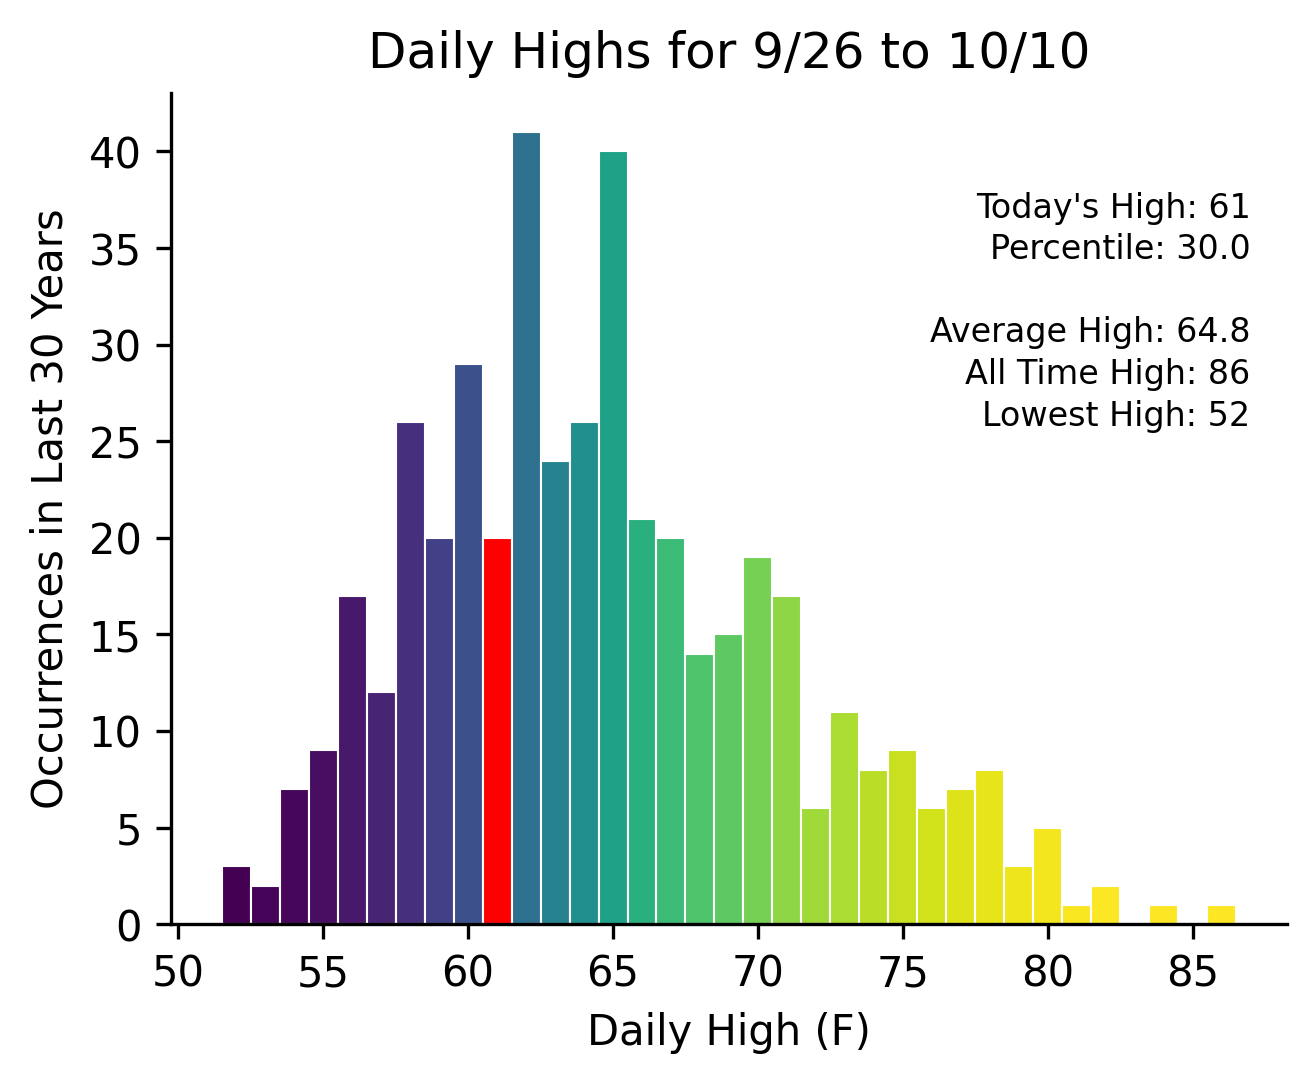 Daily Highs for 9/26 to 10/10
Occurrences in Last 30 Years
40
35
30
25
20
15
10
5
0
Today's High: 61
Percentile: 30.0
Average High: 64.8
All Time High: 86
Lowest High: 52
50 55 60 65 70 75 80 85
Daily High (F)